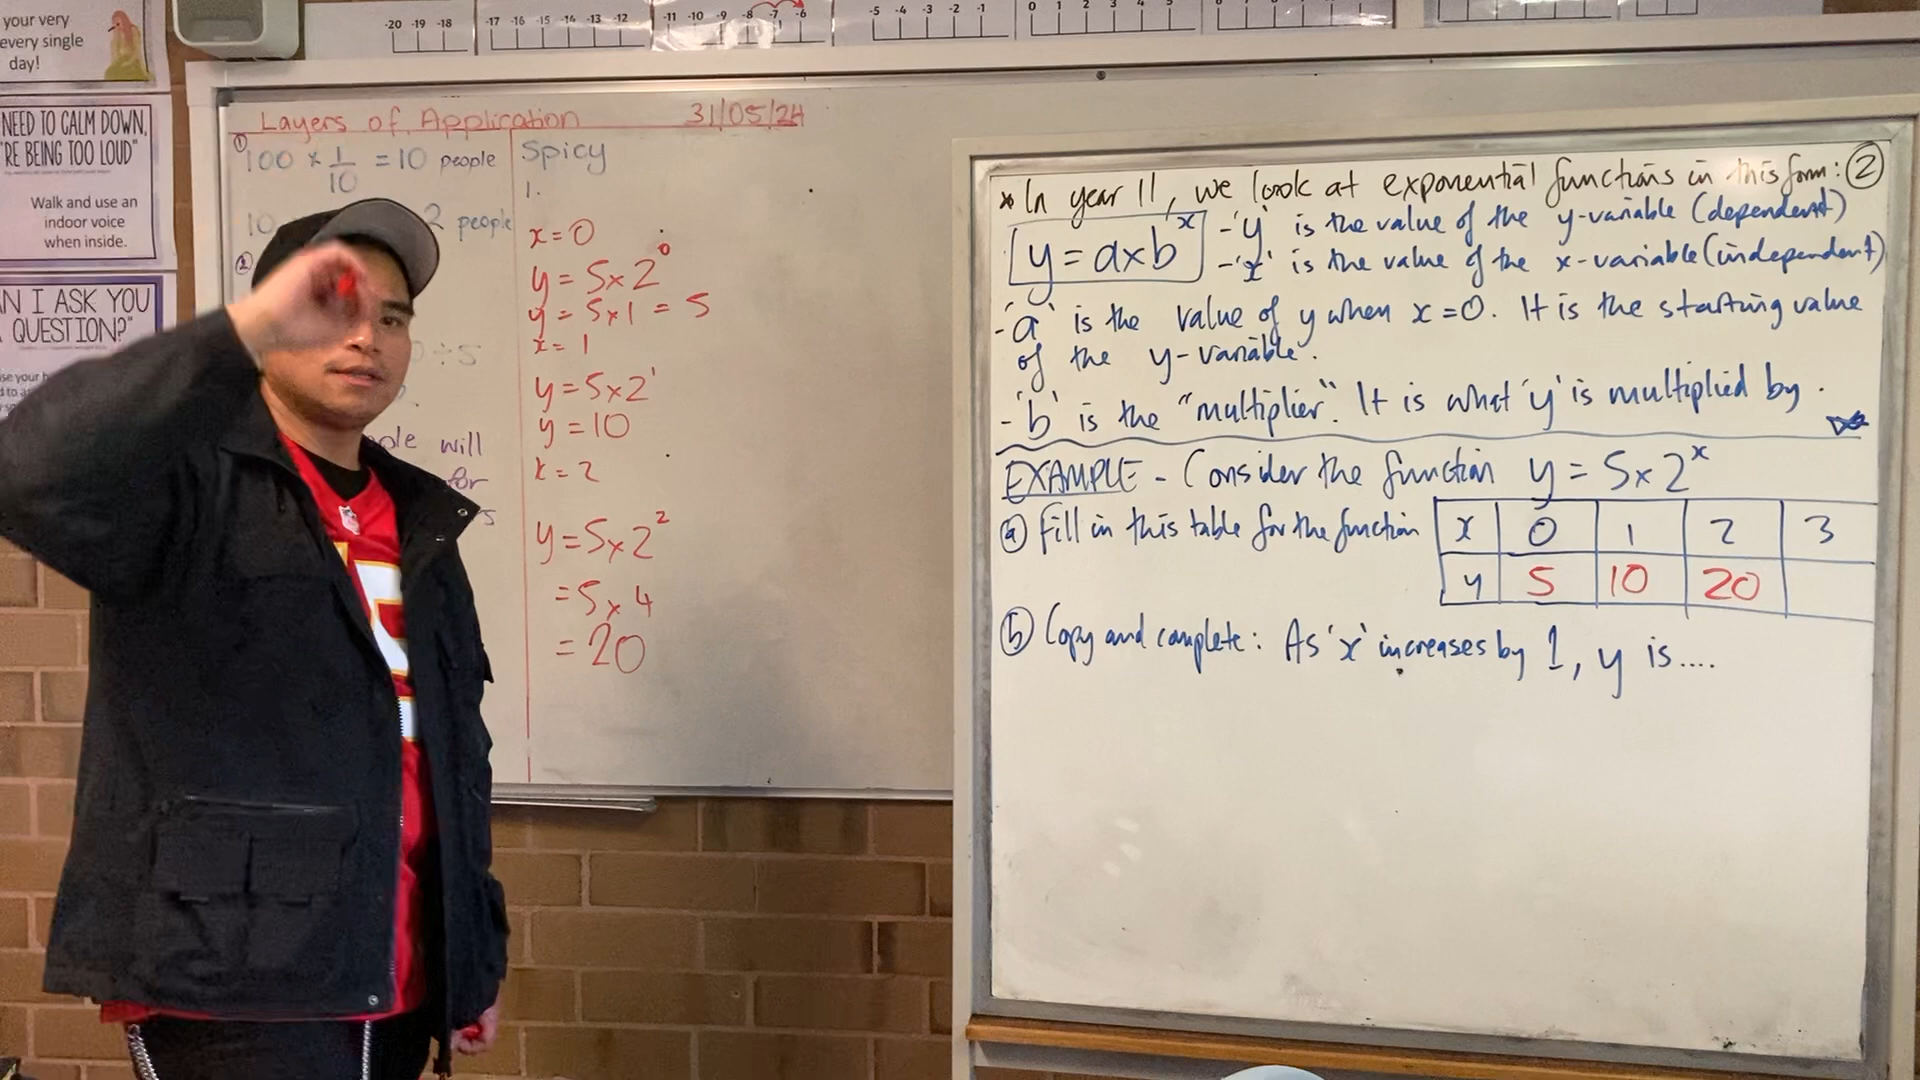 your very
every single
day!
NEED TO CALM DOWN,
'RE BEING TOO LOUD"
Walk and use an
indoor voice
when inside.
AN I ASK YOU
QUESTION?"
-20 -19 -18
-17 -16 -15 -14 -13 -12
-11 -10 -9 -8 -7 -6
-5 -4 -3 -2 -1
0 1 2 3 4 5
Layers of Application 31/05/24
① 100 × 1/10 = 10 people
10 2 people
②
÷5
ple will
for
rs
Spicy
1.
x=0
y = 5×2⁰
y = 5×1 = 5
x = 1
y = 5×2¹
y = 10
x = 2
y = 5×2²
= 5×4
= 20
* In year 11, we look at exponential functions in this form: ②
y = a×b^x
- 'y' is the value of the y-variable (dependent)
- 'x' is the value of the x-variable (independent)
- 'a' is the value of y when x=0. It is the starting value
of the y-variable.
- 'b' is the "multiplier". It is what 'y' is multiplied by.
EXAMPLE - Consider the function y = 5×2^x
ⓐ Fill in this table for the function
x 0 1 2 3
y 5 10 20
ⓑ Copy and complete: As 'x' increases by 1, y is....